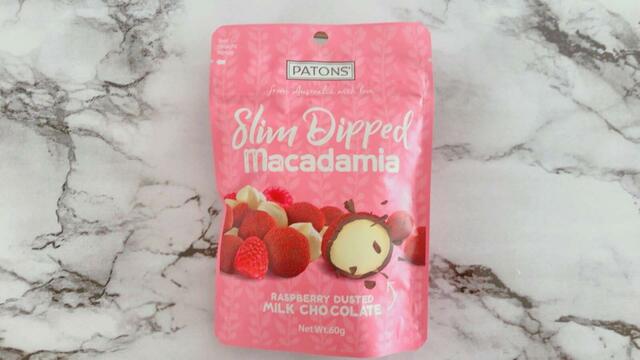 PATONS
from Australia with love
Slim Dipped
Macadamia
RASPBERRY DUSTED
MILK CHOCOLATE
Net Wt.60g